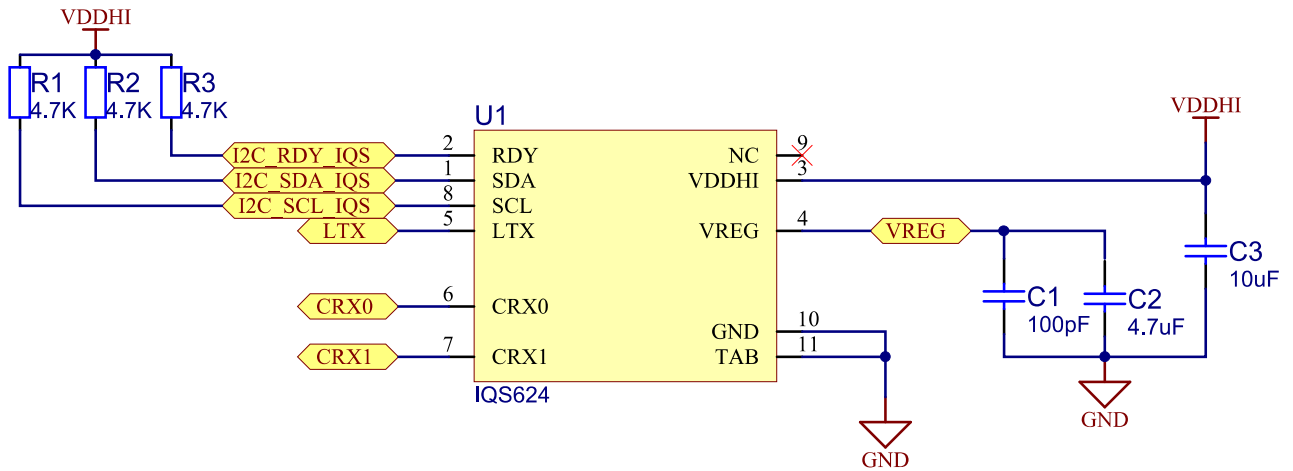 VDDHI
R1
4.7K
R2
4.7K
R3
4.7K
U1
I2C_RDY_IQS
2
RDY
I2C_SDA_IQS
1
SDA
I2C_SCL_IQS
8
SCL
LTX
5
LTX
CRX0
6
CRX0
CRX1
7
CRX1
IQS624
NC
9
VDDHI
3
VREG
4
VREG
GND
10
TAB
11
GND
VDDHI
C1
100pF
C2
4.7uF
C3
10uF
GND